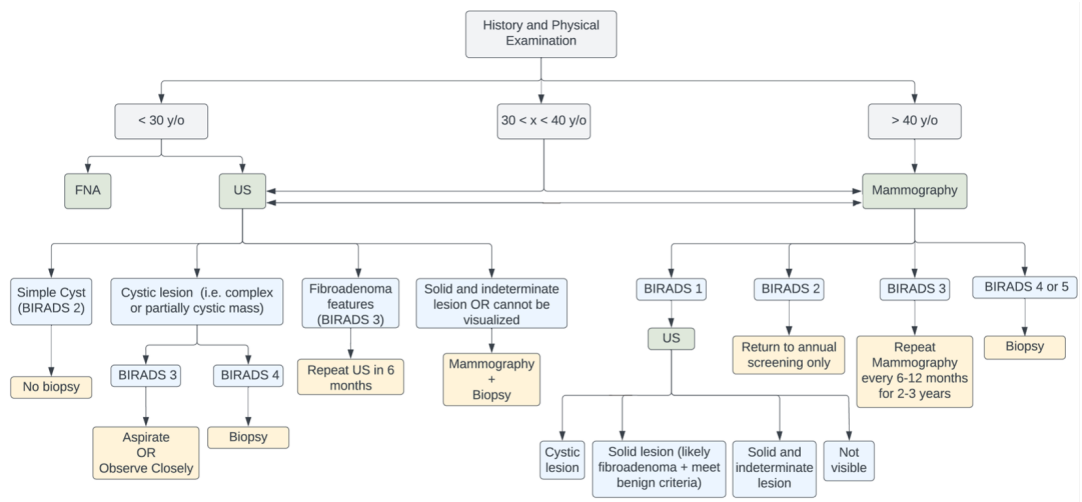 History and Physical
Examination
< 30 y/o
30 < x < 40 y/o
> 40 y/o
FNA
US
Mammography
Simple Cyst
(BIRADS 2)
Cystic lesion (i.e. complex
or partially cystic mass)
Fibroadenoma
features
(BIRADS 3)
Solid and indeterminate
lesion OR cannot be
visualized
BIRADS 1
BIRADS 2
BIRADS 3
BIRADS 4 or 5
No biopsy
BIRADS 3
BIRADS 4
Repeat US in 6
months
Mammography
+
Biopsy
US
Return to annual
screening only
Repeat
Mammography
every 6-12 months
for 2-3 years
Biopsy
Aspirate
OR
Observe Closely
Biopsy
Cystic
lesion
Solid lesion (likely
fibroadenoma + meet
benign criteria)
Solid and
indeterminate
lesion
Not
visible